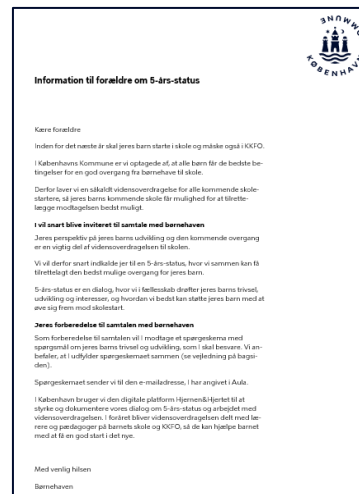 KOMMUNE
KØBENHAVNS
Information til forældre om 5-års-status
Kære forældre
Inden for det næste år skal jeres barn starte i skole og måske også i KKFO.
I Københavns Kommune er vi optagede af, at alle børn får de bedste be-
tingelser for en god overgang fra børnehave til skole.
Derfor laver vi en såkaldt vidensoverdragelse for alle kommende skole-
startere, så jeres barns kommende skole får mulighed for at tilrette-
lægge modtagelsen bedst muligt.
I vil snart blive inviteret til samtale med børnehaven
Jeres perspektiv på jeres barns udvikling og den kommende overgang
er en vigtig del af vidensoverdragelsen til skolen.
Vi vil derfor snart indkalde jer til en 5-års-status, hvor vi sammen kan få
tilrettelagt den bedst mulige overgang for jeres barn.
5-års-status er en dialog, hvor vi i fællesskab drøfter jeres barns trivsel,
udvikling og interesser, og hvordan vi bedst kan støtte jeres barn med at
øve sig frem mod skolestart.
Jeres forberedelse til samtalen med børnehaven
Som forberedelse til samtalen vil I modtage et spørgeskema med
spørgsmål om jeres barns trivsel og udvikling, som I skal besvare. Vi an-
befaler, at I udfylder spørgeskemaet sammen (se vejledning på bagsi-
den).
Spørgeskemaet sender vi til den e-mailadresse, I har angivet i Aula.
I København bruger vi den digitale platform Hjernen&Hjertet til at
styrke og dokumentere vores dialog om 5-års-status og arbejdet med
vidensoverdragelsen. I foråret bliver vidensoverdragelsen delt med læ-
rere og pædagoger på barnets skole og KKFO, så de kan hjælpe barnet
med at få en god start i det nye.
Med venlig hilsen
Børnehaven